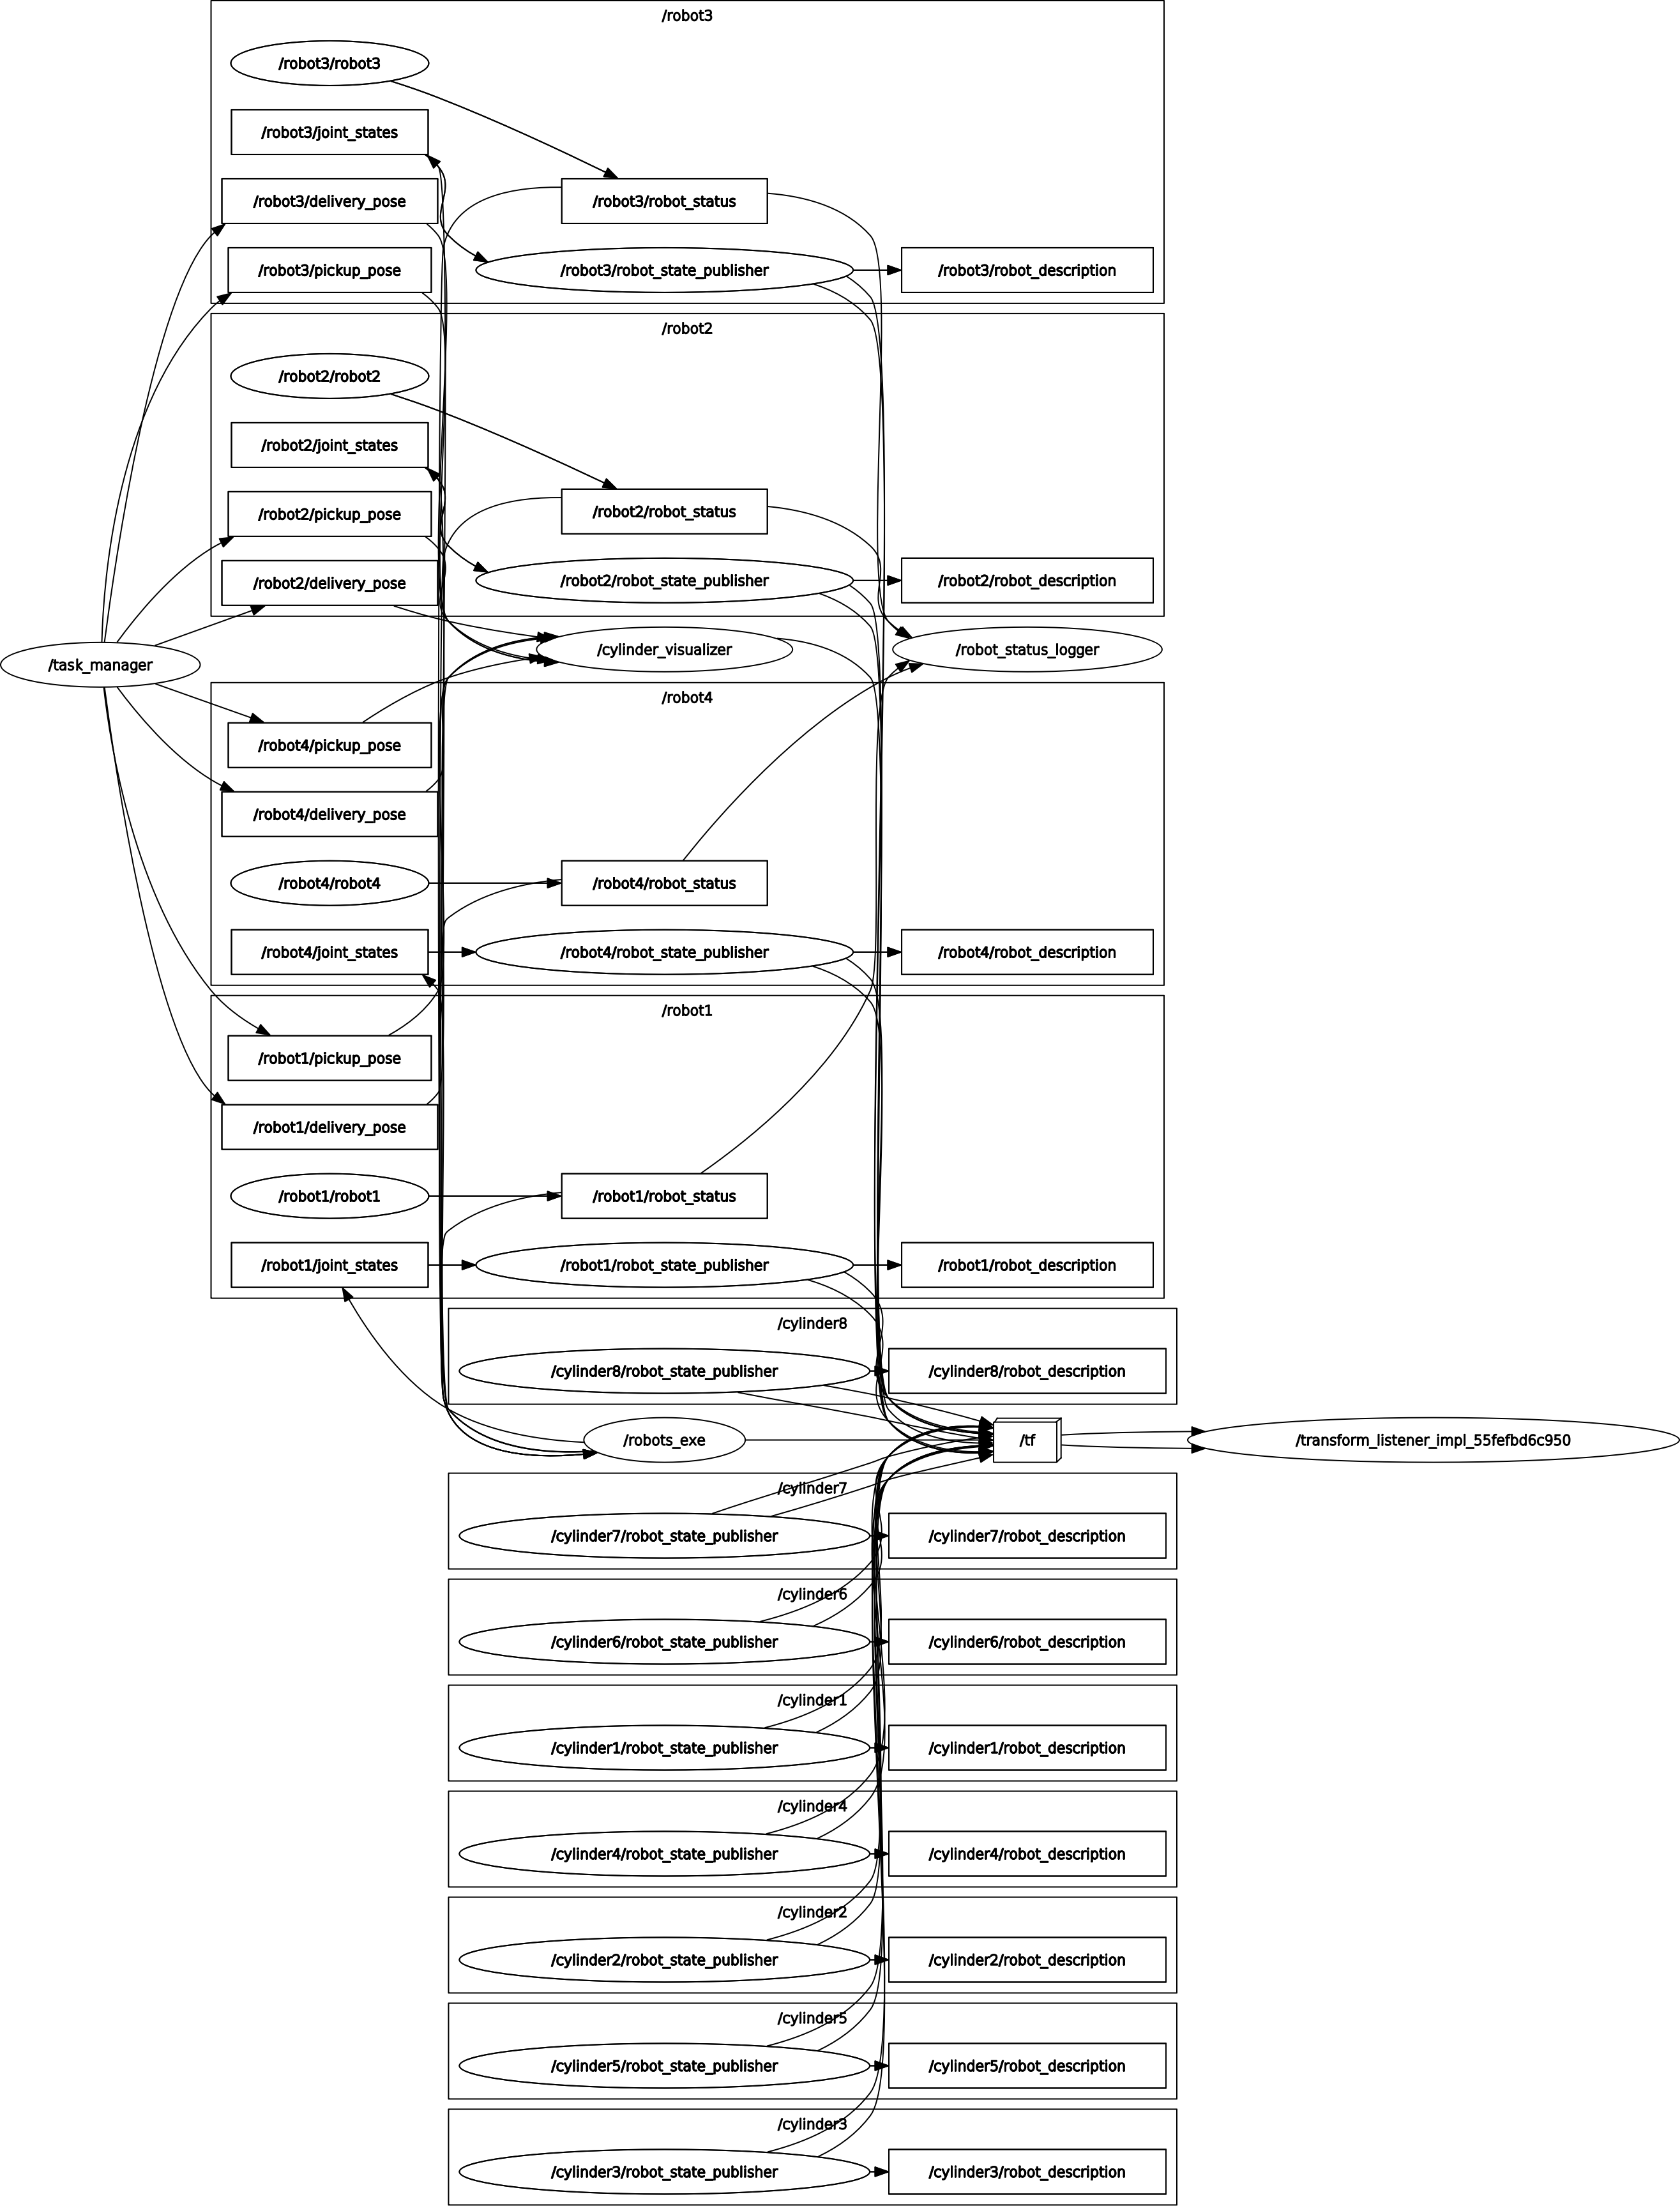 /robot3
/robot3/robot3
/robot3/joint_states
/robot3/delivery_pose
/robot3/robot_status
/robot3/pickup_pose
/robot3/robot_state_publisher
/robot3/robot_description
/robot2
/robot2/robot2
/robot2/joint_states
/robot2/pickup_pose
/robot2/robot_status
/robot2/delivery_pose
/robot2/robot_state_publisher
/robot2/robot_description
/task_manager
/cylinder_visualizer
/robot_status_logger
/robot4
/robot4/pickup_pose
/robot4/delivery_pose
/robot4/robot4
/robot4/robot_status
/robot4/joint_states
/robot4/robot_state_publisher
/robot4/robot_description
/robot1
/robot1/pickup_pose
/robot1/delivery_pose
/robot1/robot1
/robot1/robot_status
/robot1/joint_states
/robot1/robot_state_publisher
/robot1/robot_description
/cylinder8
/cylinder8/robot_state_publisher
/cylinder8/robot_description
/robots_exe
/tf
/transform_listener_impl_55fefbd6c950
/cylinder7
/cylinder7/robot_state_publisher
/cylinder7/robot_description
/cylinder6
/cylinder6/robot_state_publisher
/cylinder6/robot_description
/cylinder1
/cylinder1/robot_state_publisher
/cylinder1/robot_description
/cylinder4
/cylinder4/robot_state_publisher
/cylinder4/robot_description
/cylinder2
/cylinder2/robot_state_publisher
/cylinder2/robot_description
/cylinder5
/cylinder5/robot_state_publisher
/cylinder5/robot_description
/cylinder3
/cylinder3/robot_state_publisher
/cylinder3/robot_description